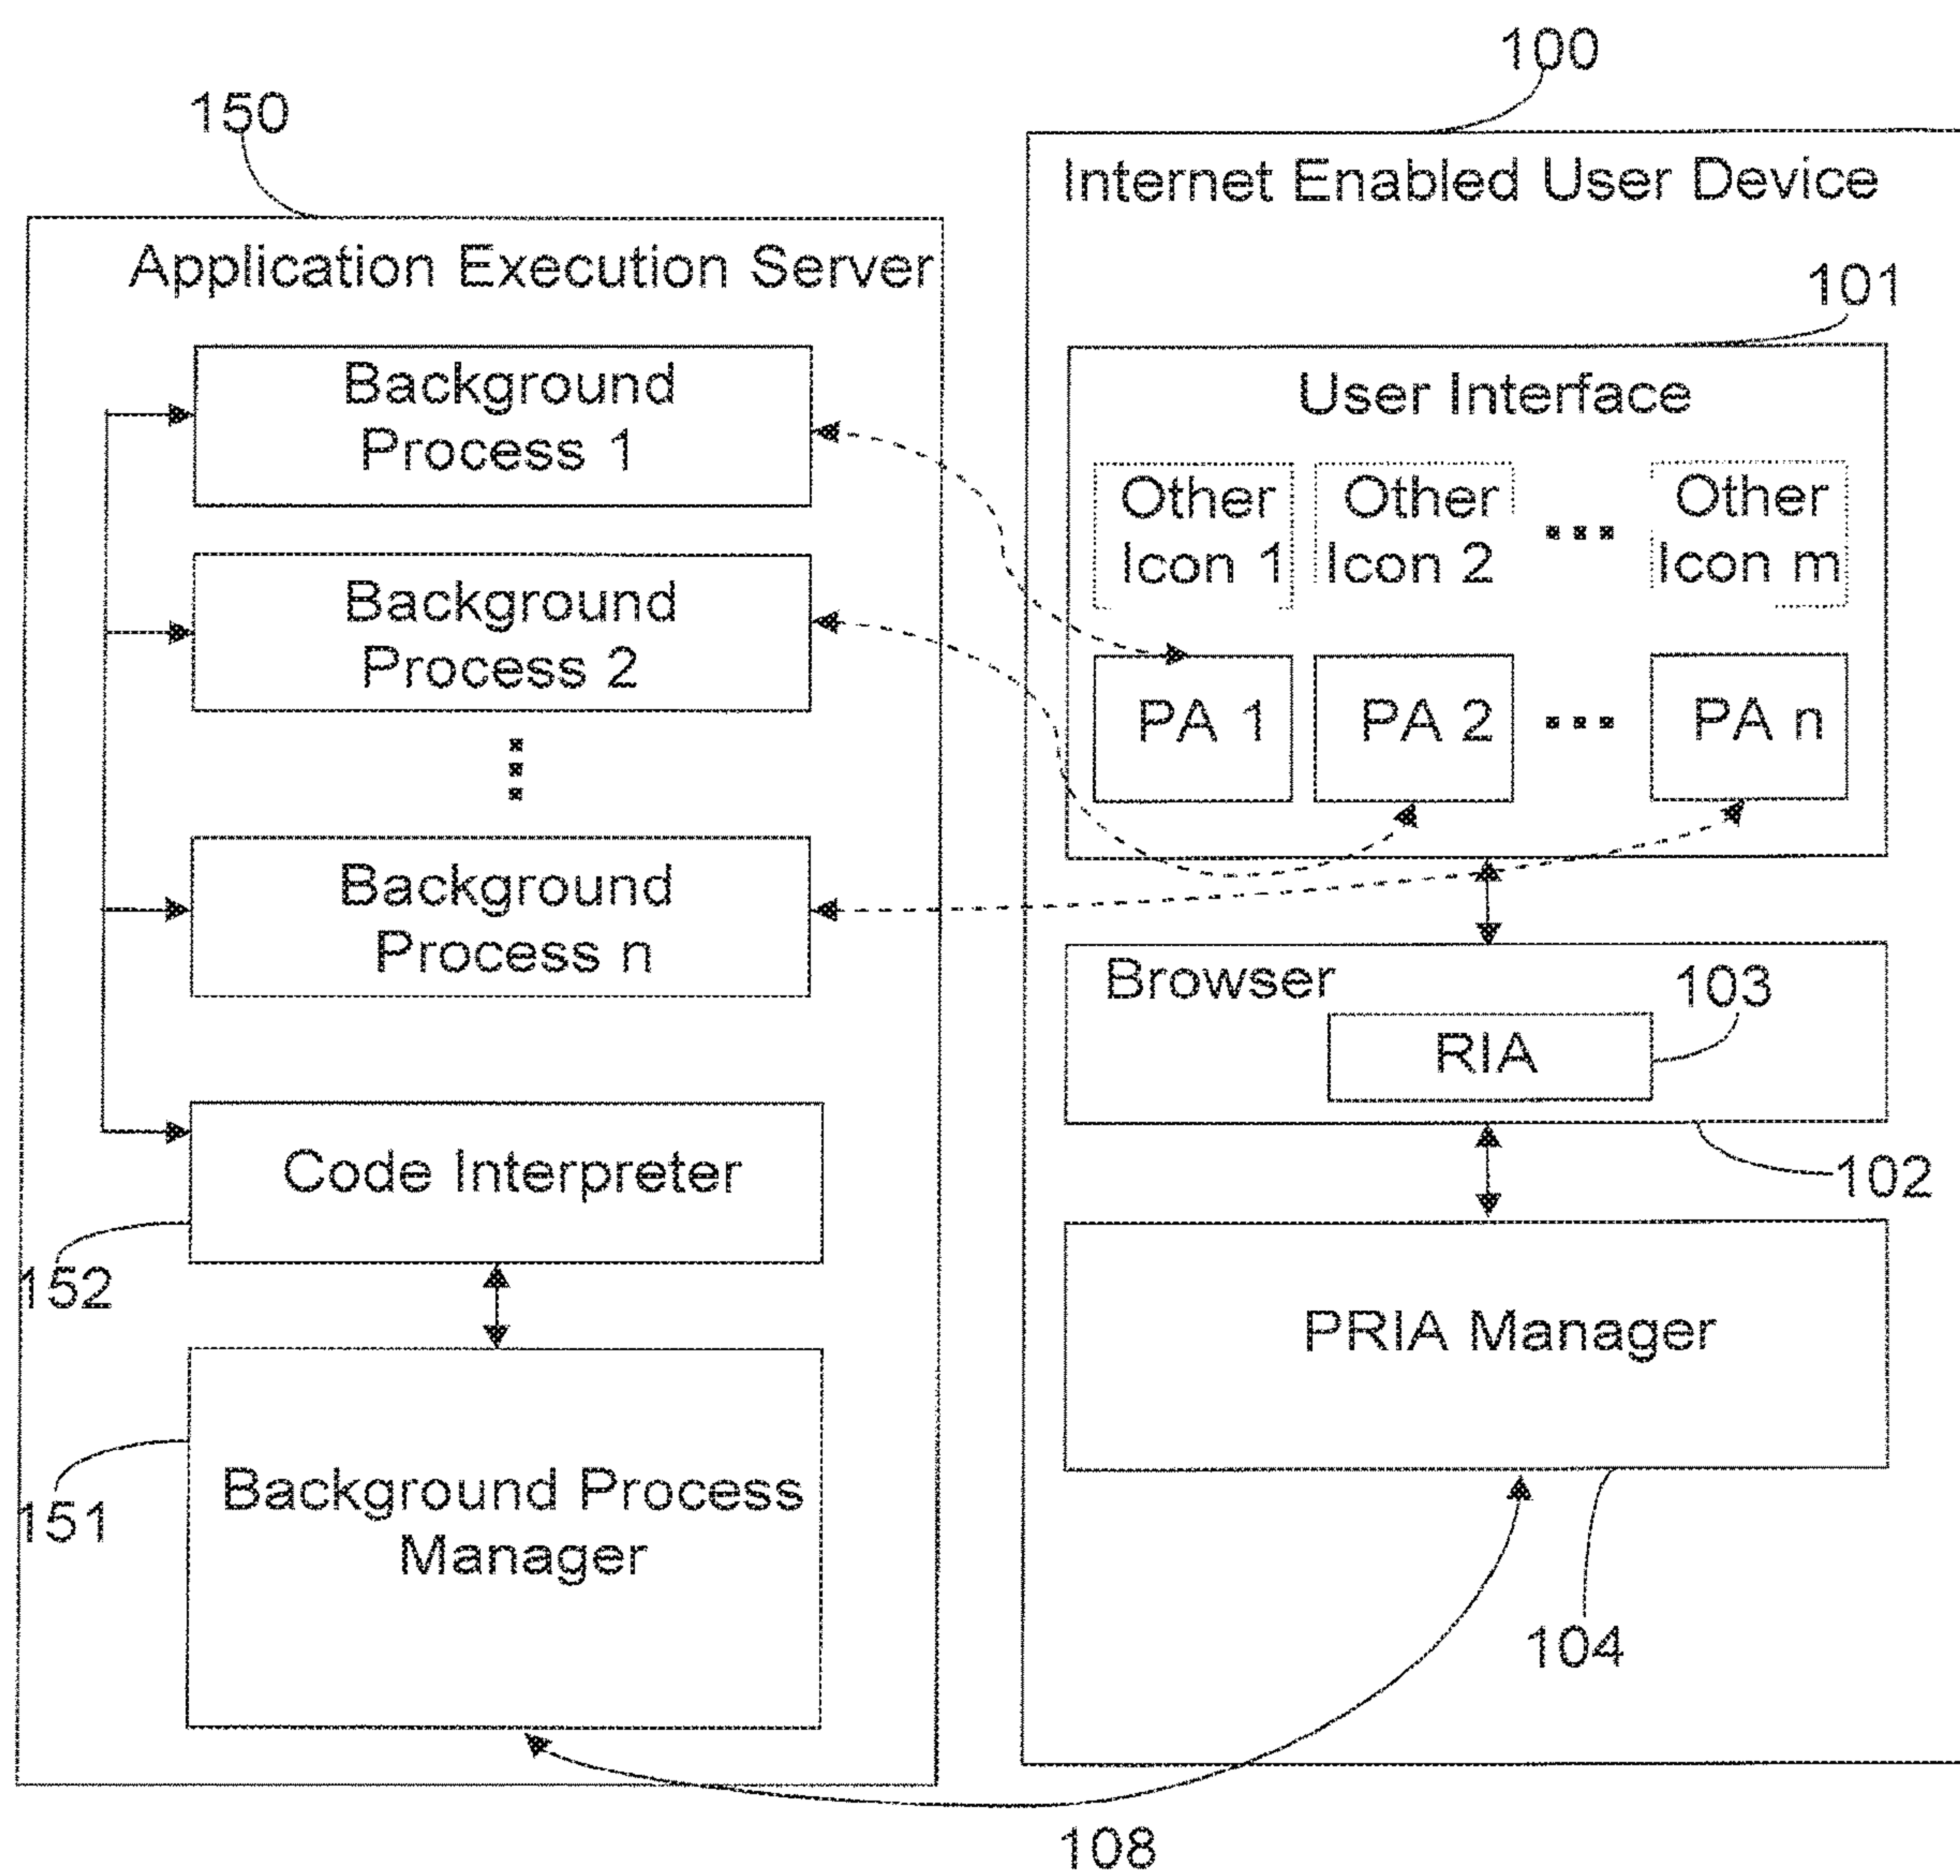 150
Application Execution Server
Background
Process 1
Background
Process 2
Background
Process n
Code Interpreter
152
Background Process
Manager
151
100
Internet Enabled User Device
101
User Interface
Other
Icon 1
Other
Icon 2
Other
Icon m
PA 1
PA 2
PA n
Browser
103
RIA
102
PRIA Manager
104
108